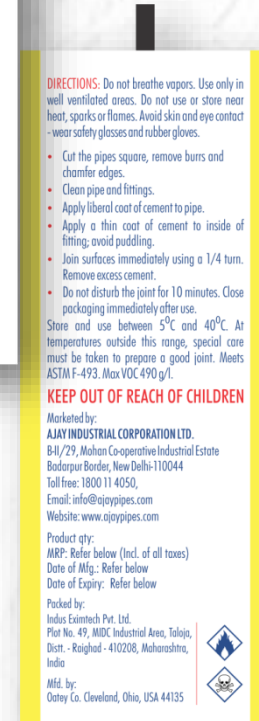 DIRECTIONS: Do not breathe vapors. Use only in
well ventilated areas. Do not use or store near
heat, sparks or flames. Avoid skin and eye contact
- wear safety glasses and rubber gloves.
• Cut the pipes square, remove burrs and
chamfer edges.
• Clean pipe and fittings.
• Apply liberal coat of cement to pipe.
• Apply a thin coat of cement to inside of
fitting; avoid puddling.
• Join surfaces immediately using a 1/4 turn.
Remove excess cement.
• Do not disturb the joint for 10 minutes. Close
packaging immediately after use.
Store and use between 5⁰C and 40⁰C. At
temperatures outside this range, special care
must be taken to prepare a good joint. Meets
ASTM F-493. Max VOC 490 g/l.
KEEP OUT OF REACH OF CHILDREN
Marketed by:
AJAY INDUSTRIAL CORPORATION LTD.
B-II/29, Mohan Co-operative Industrial Estate
Badarpur Border, New Delhi-110044
Toll free: 1800 11 4050,
Email: info@ajaypipes.com
Website: www.ajaypipes.com
Product qty:
MRP: Refer below (Incl. of all taxes)
Date of Mfg.: Refer below
Date of Expiry: Refer below
Packed by:
Indus Eximtech Pvt. Ltd.
Plot No. 49, MIDC Industrial Area, Taloja,
Distt. - Raighad - 410208, Maharashtra,
India
Mfd. by:
Oatey Co. Cleveland, Ohio, USA 44135